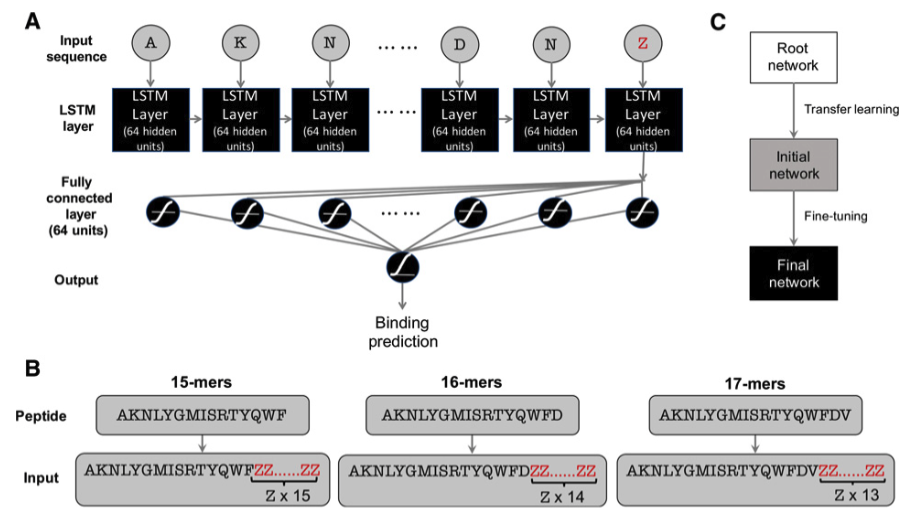 A
Input
sequence
A K N ... ... D N Z
LSTM
layer
LSTM
Layer
(64 hidden
units)
LSTM
Layer
(64 hidden
units)
LSTM
Layer
(64 hidden
units)
... ...
LSTM
Layer
(64 hidden
units)
LSTM
Layer
(64 hidden
units)
LSTM
Layer
(64 hidden
units)
Fully
connected
layer
(64 units)
... ...
Output
Binding
prediction
C
Root
network
Transfer learning
Initial
network
Fine-tuning
Final
network
B
15-mers
16-mers
17-mers
Peptide
AKNLYGMISRTYQWF
AKNLYGMISRTYQWFD
AKNLYGMISRTYQWFDV
Input
AKNLYGMISRTYQWFZZ......ZZ
Z x 15
AKNLYGMISRTYQWFDZZ......ZZ
Z x 14
AKNLYGMISRTYQWFDVZZ......ZZ
Z x 13